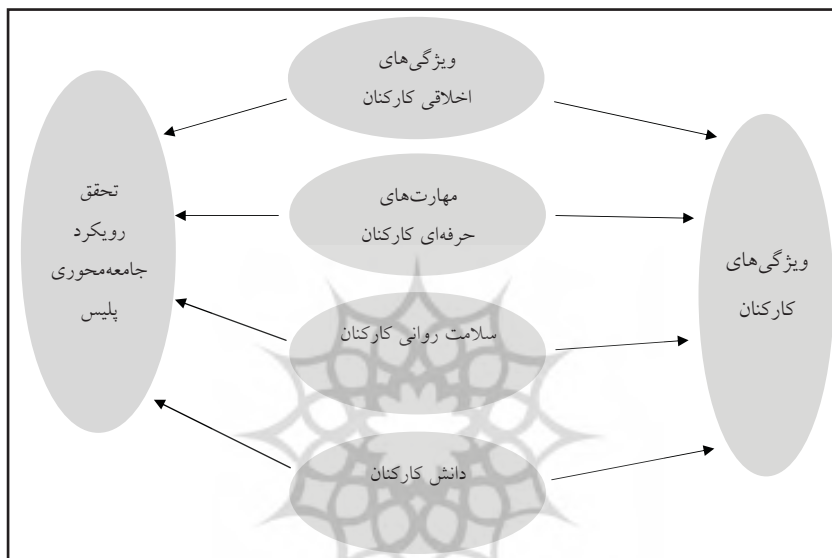 ویژگی‌های
اخلاقی کارکنان
مهارت‌های
حرفه‌ای کارکنان
سلامت روانی کارکنان
دانش کارکنان
ویژگی‌های
کارکنان
تحقق
رویکرد
جامعه‌محوری
پلیس